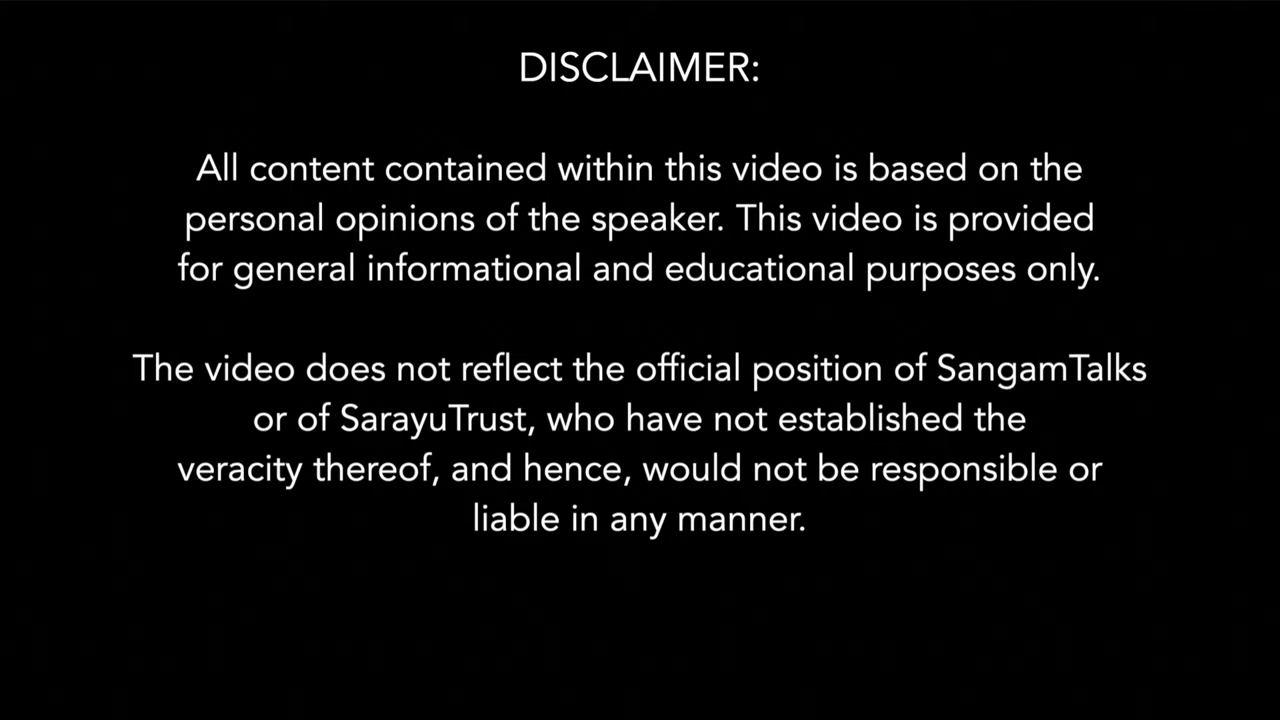 DISCLAIMER:
All content contained within this video is based on the
personal opinions of the speaker. This video is provided
for general informational and educational purposes only.
The video does not reflect the official position of SangamTalks
or of SarayuTrust, who have not established the
veracity thereof, and hence, would not be responsible or
liable in any manner.